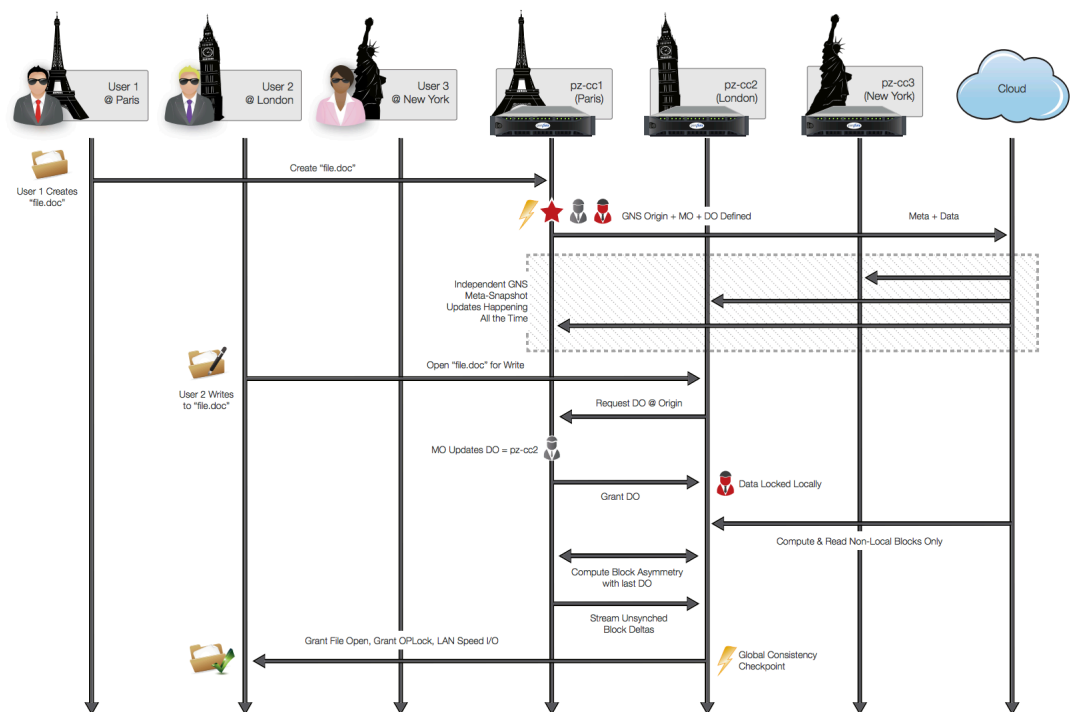 User 1
@ Paris
User 2
@ London
User 3
@ New York
pz-cc1
(Paris)
pz-cc2
(London)
pz-cc3
(New York)
Cloud
User 1 Creates
“file.doc”
Create “file.doc”
GNS Origin + MO + DO Defined
Meta + Data
Independent GNS
Meta-Snapshot
Updates Happening
All the Time
User 2 Writes
to “file.doc”
Open “file.doc” for Write
Request DO @ Origin
MO Updates DO = pz-cc2
Grant DO
Data Locked Locally
Compute & Read Non-Local Blocks Only
Compute Block Asymmetry
with last DO
Stream Unsynched
Block Deltas
Grant File Open, Grant OPLock, LAN Speed I/O
Global Consistency
Checkpoint